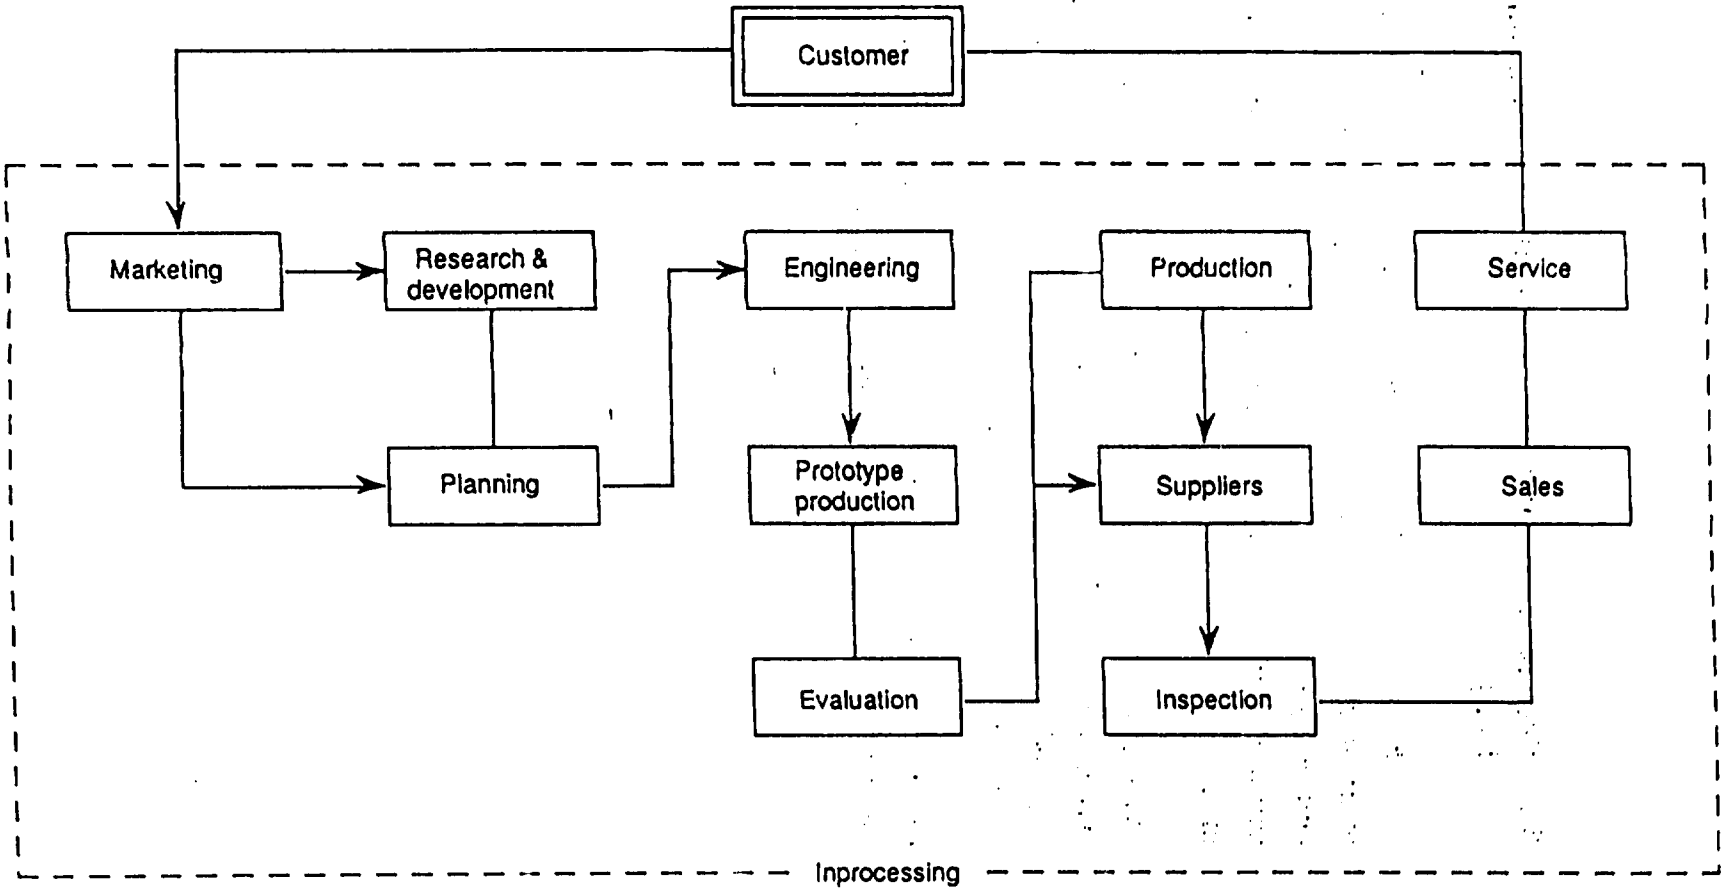 Customer
Marketing
Research &
development
Engineering
Production
Service
Planning
Prototype
production
Suppliers
Sales
Evaluation
Inspection
Inprocessing